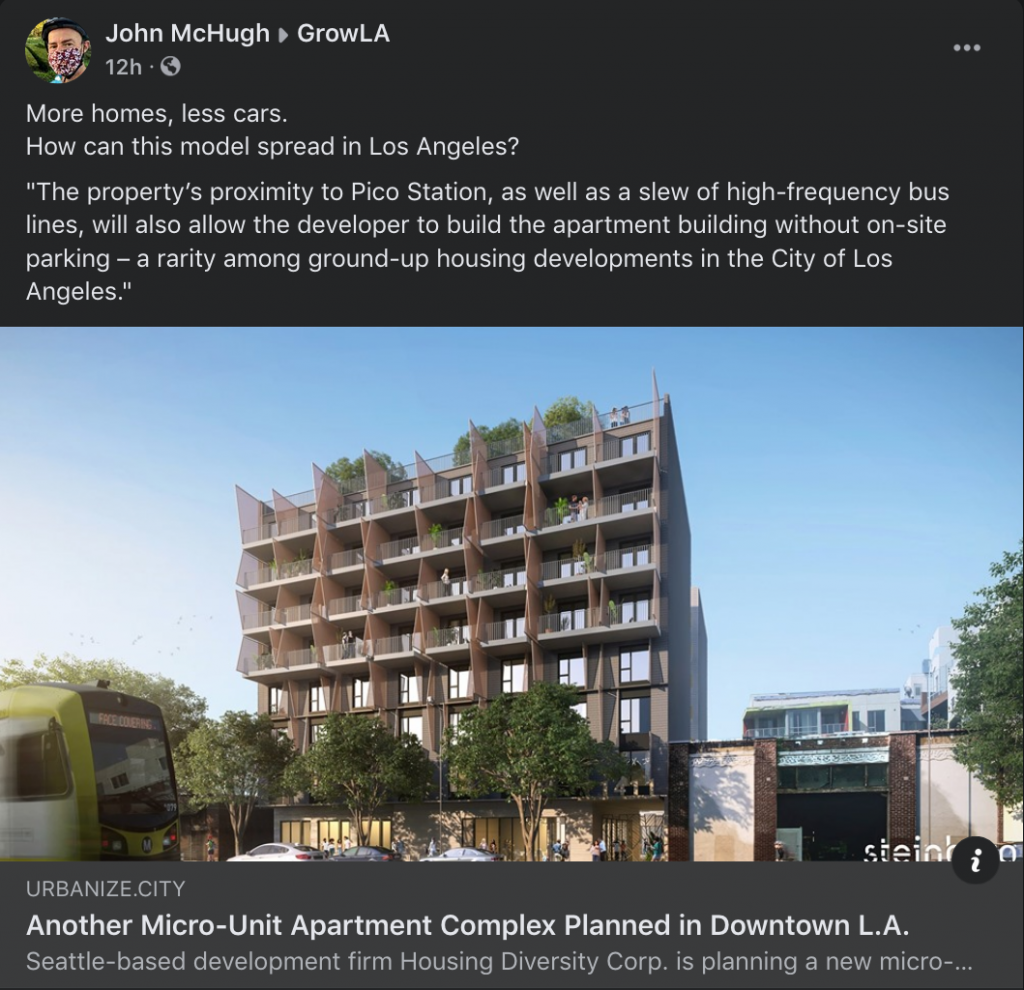 John McHugh ▸ GrowLA
12h ·
More homes, less cars.
How can this model spread in Los Angeles?
"The property’s proximity to Pico Station, as well as a slew of high-frequency bus
lines, will also allow the developer to build the apartment building without on-site
parking – a rarity among ground-up housing developments in the City of Los
Angeles."
FACE COVERING
M
URBANIZE.CITY
Another Micro-Unit Apartment Complex Planned in Downtown L.A.
Seattle-based development firm Housing Diversity Corp. is planning a new micro-...